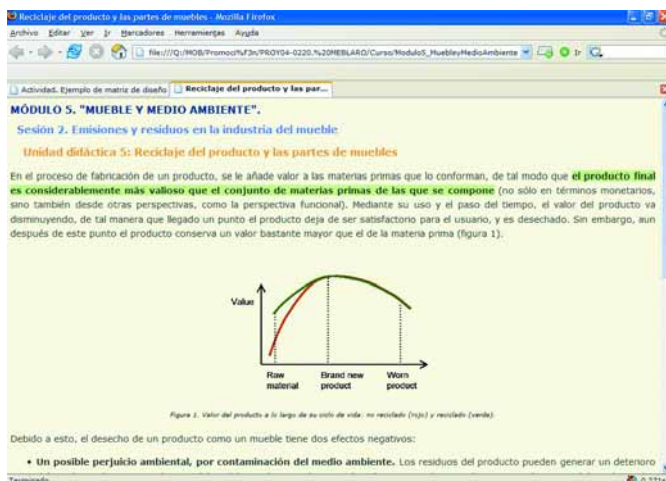 Reciclaje del producto y las partes de muebles - Mozilla Firefox
Archivo Editar Ver Ir Marcadores Herramientas Ayuda
file:///Q:/MOB/Promoci%F3n/PROY04-0220.%20MEBLARO/Curso/Modulo5_MuebleyMedioAmbiente Ir
Actividad. Ejemplo de matriz de diseño Reciclaje del producto y las par...
MÓDULO 5. "MUEBLE Y MEDIO AMBIENTE".
Sesión 2. Emisiones y residuos en la industria del mueble
Unidad didáctica 5: Reciclaje del producto y las partes de muebles
En el proceso de fabricación de un producto, se le añade valor a las materias primas que lo conforman, de tal modo que el producto final
es considerablemente más valioso que el conjunto de materias primas de las que se compone (no sólo en términos monetarios,
sino también desde otras perspectivas, como la perspectiva funcional). Mediante su uso y el paso del tiempo, el valor del producto va
disminuyendo, de tal manera que llegado un punto el producto deja de ser satisfactorio para el usuario, y es desechado. Sin embargo, aun
después de este punto el producto conserva un valor bastante mayor que el de la materia prima (figura 1).
Value
Raw material
Brand new product
Worn product
Figura 1. Valor del producto a lo largo de su ciclo de vida: no reciclado (rojo) y reciclado (verde).
Debido a esto, el desecho de un producto como un mueble tiene dos efectos negativos:
• Un posible perjuicio ambiental, por contaminación del medio ambiente. Los residuos del producto pueden generar un deterioro
Terminado